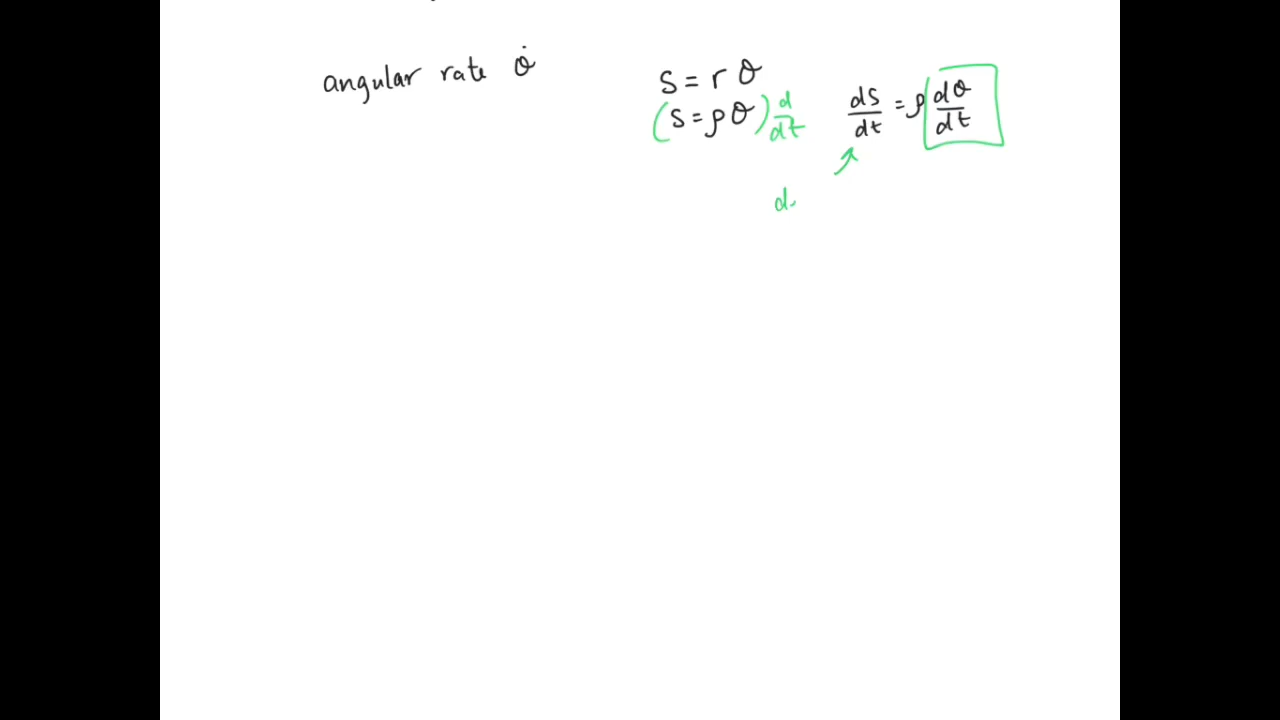 angular rate θ̇
s = r θ
(s = ρ θ) d/dt
ds/dt = ρ dθ/dt
d.